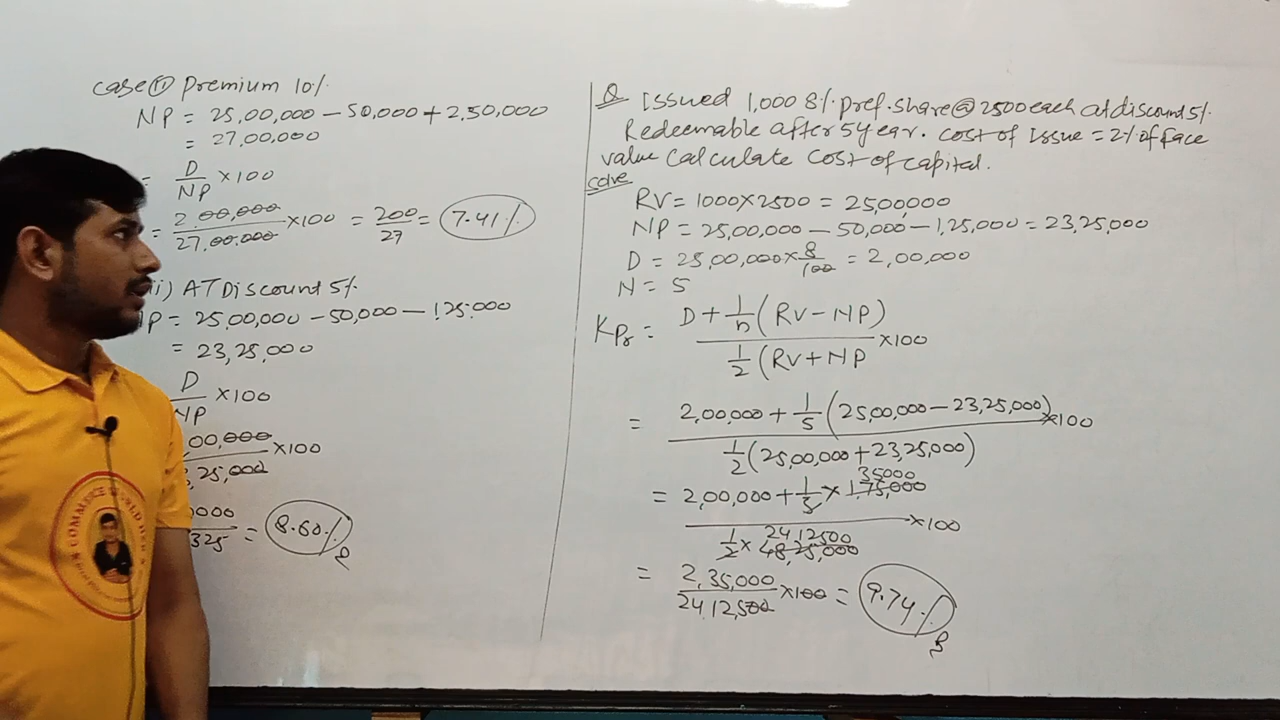 case(ii) Premium 10%
NP = 25,00,000 — 50,000 + 2,50,000
= 27,00,000
= D/NP × 100
= 2,00,000/27,00,000 × 100 = 200/27 = 7.41%
ii) AT Discount 5%
P = 25,00,000 — 50,000 — 1,25,000
= 23,25,000
D/NP × 100
00,000/3,25,000 × 100
0000/325 = 8.60%
Q Issued 1,000 8% pref. share @ 2500 each at discount 5%.
Redeemable after 5 year. cost of Issue = 2% of face
value Calculate Cost of capital.
Solve
RV = 1000 × 2500 = 25,00,000
NP = 25,00,000 — 50,000 — 1,25,000 = 23,25,000
D = 25,00,000 × 8/100 = 2,00,000
N = 5
KPr = D + 1/n (RV — NP) / 1/2 (RV + NP × 100
= 2,00,000 + 1/5 (25,00,000 — 23,25,000) / 1/2 (25,00,000 + 23,25,000) × 100
35000
= 2,00,000 + 1/5 × 1,75,000 / 1/2 × 48,25,000 × 100
24,12500
= 2,35,000/24,12,500 × 100 = 9.74%
COMMERCE WORLD